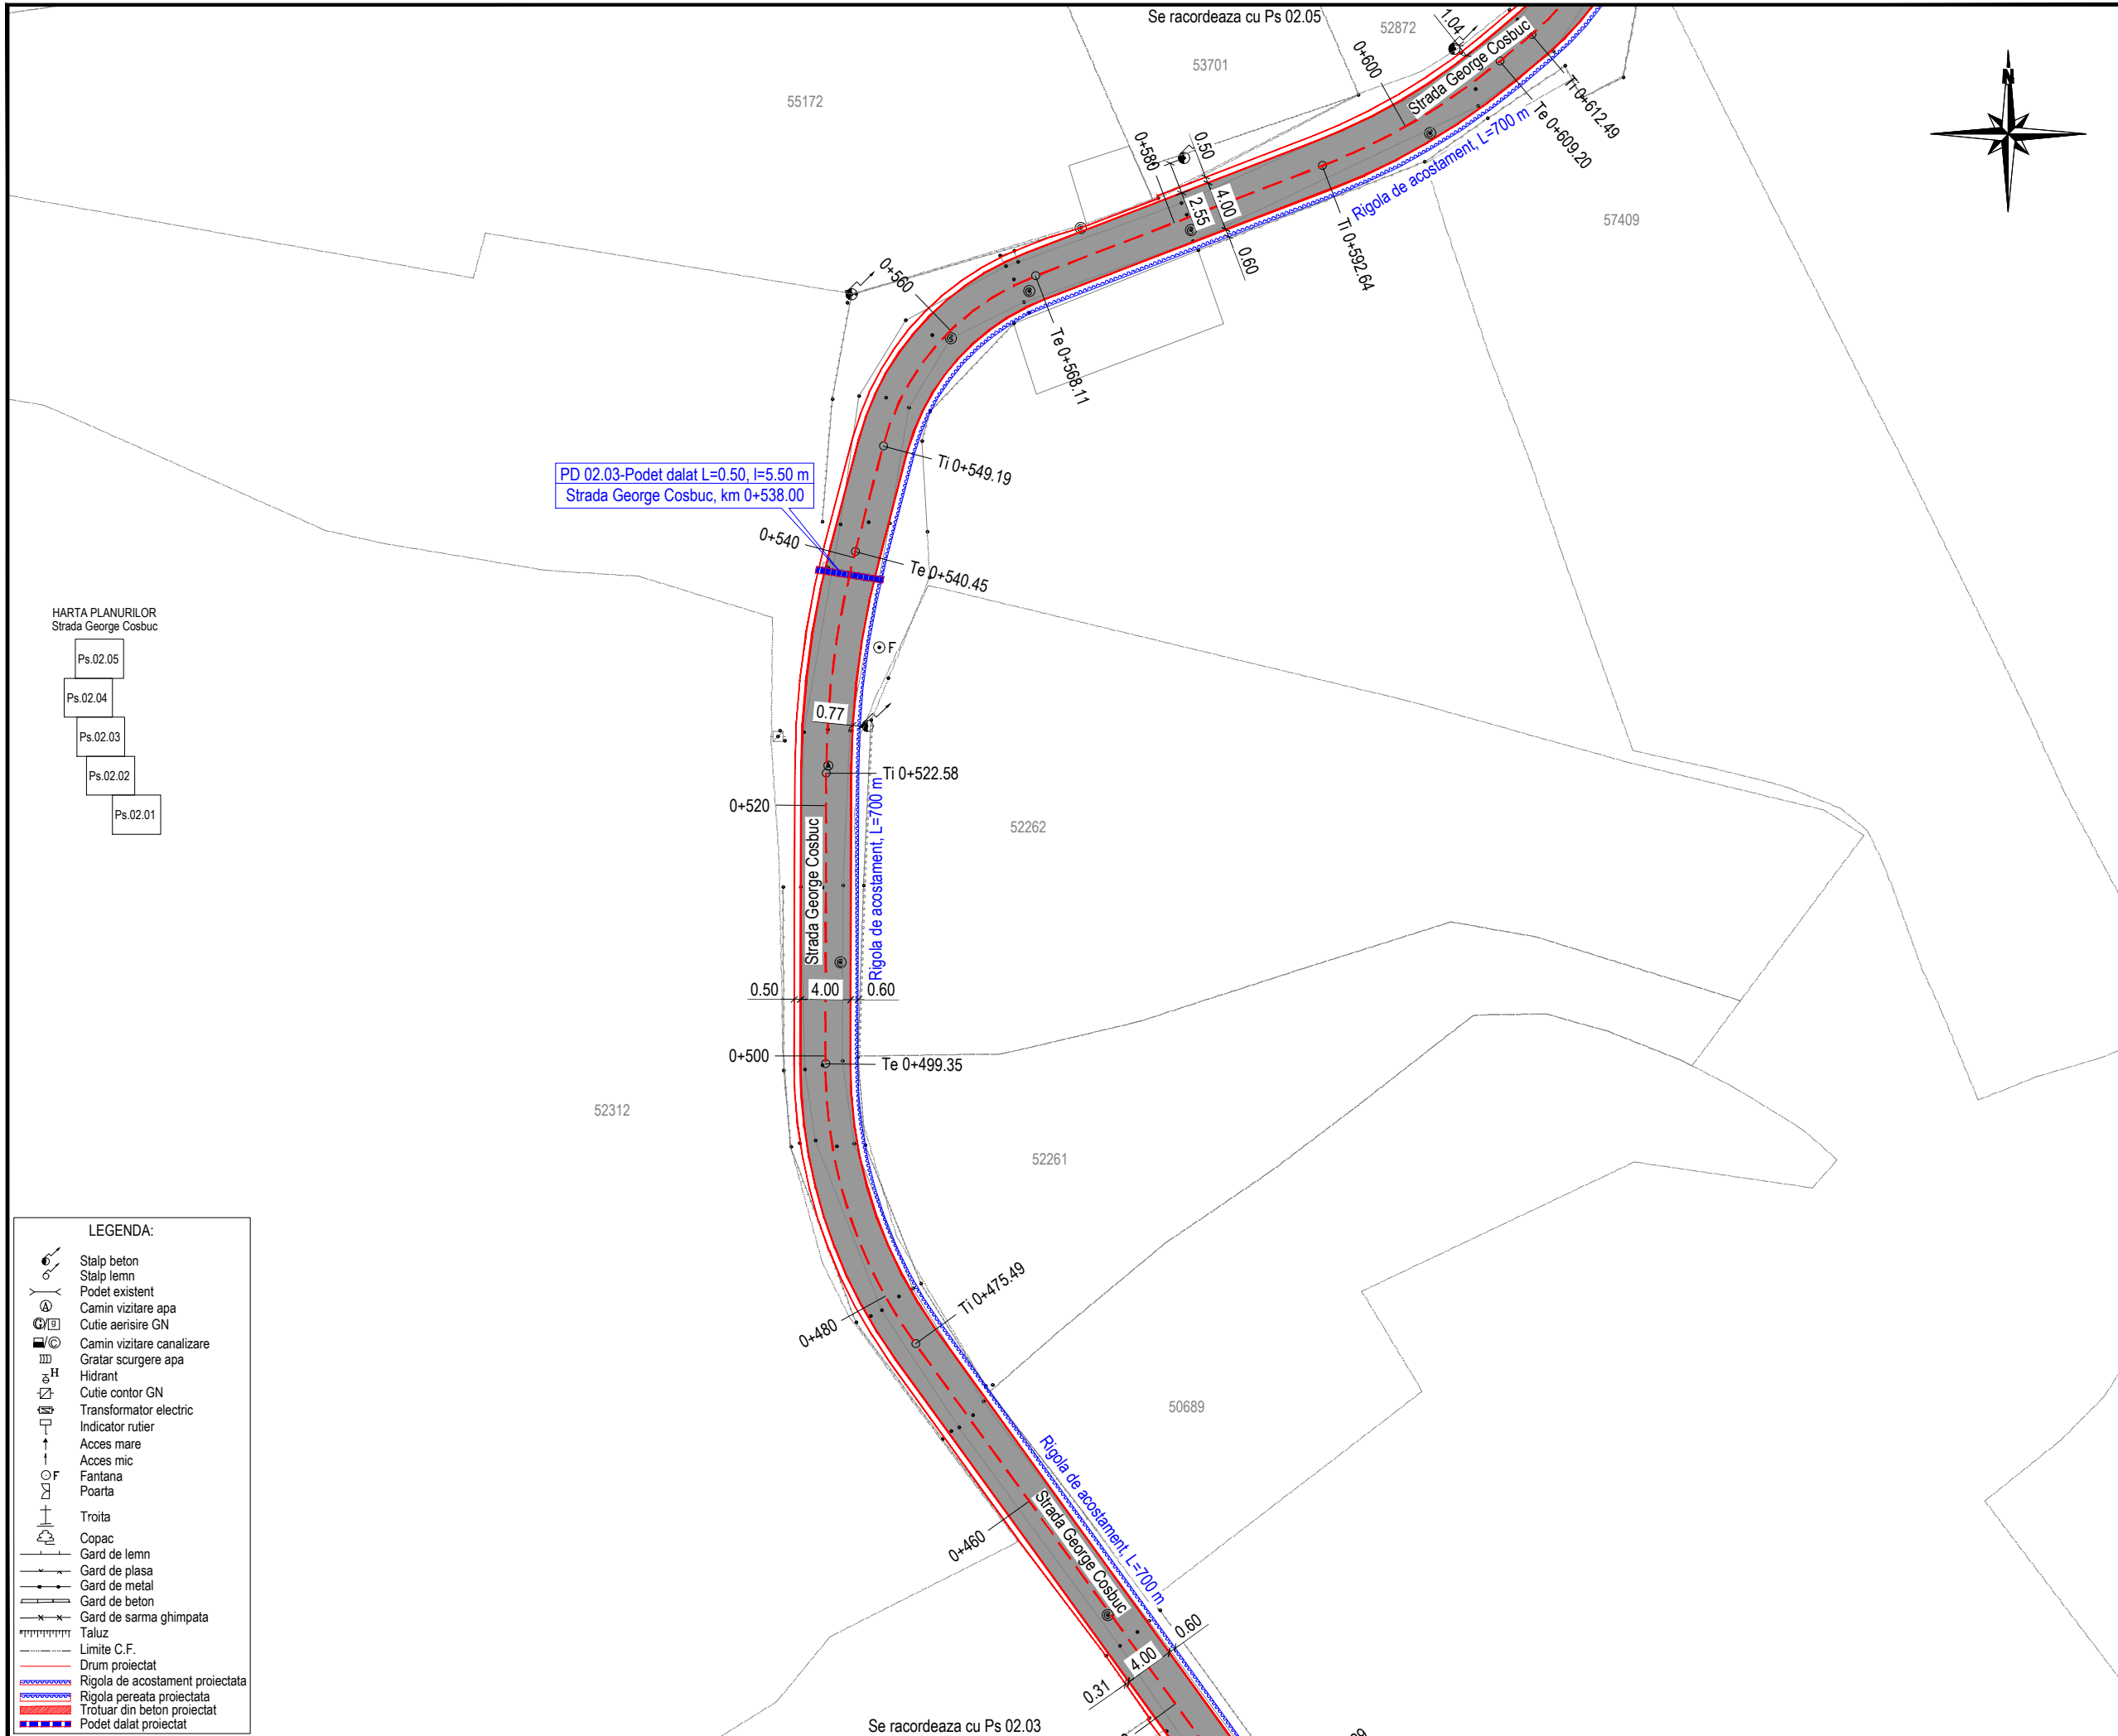 Se racordeaza cu Ps 02.05
52872
1.04
Strada George Cosbuc
53701
0+600
Ti 0+612.49
Te 0+609.20
N
55172
0+580
0.50
4.00
2.55
0.60
Rigola de acostament, L=700 m
57409
Ti 0+592.64
0+560
Te 0+568.11
Ti 0+549.19
PD 02.03-Podet dalat L=0.50, l=5.50 m
Strada George Cosbuc, km 0+538.00
0+540
Te 0+540.45
F
HARTA PLANURILOR
Strada George Cosbuc
Ps.02.05
Ps.02.04
Ps.02.03
Ps.02.02
Ps.02.01
0.77
A
Ti 0+522.58
0+520
52262
Strada George Cosbuc
Rigola de acostament, L=700 m
0.50
4.00
0.60
0+500
Te 0+499.35
52312
52261
Ti 0+475.49
0+480
50689
Rigola de acostament, L=700 m
Strada George Cosbuc
0+460
0.60
4.00
0.31
Se racordeaza cu Ps 02.03
LEGENDA:
Stalp beton
Stalp lemn
Podet existent
A Camin vizitare apa
G/g Cutie aerisire GN
/C Camin vizitare canalizare
Gratar scurgere apa
H Hidrant
Cutie contor GN
Transformator electric
Indicator rutier
Acces mare
Acces mic
F Fantana
Poarta
Troita
Copac
Gard de lemn
Gard de plasa
Gard de metal
Gard de beton
Gard de sarma ghimpata
Taluz
Limite C.F.
Drum proiectat
Rigola de acostament proiectata
Rigola pereata proiectata
Trotuar din beton proiectat
Podet dalat proiectat